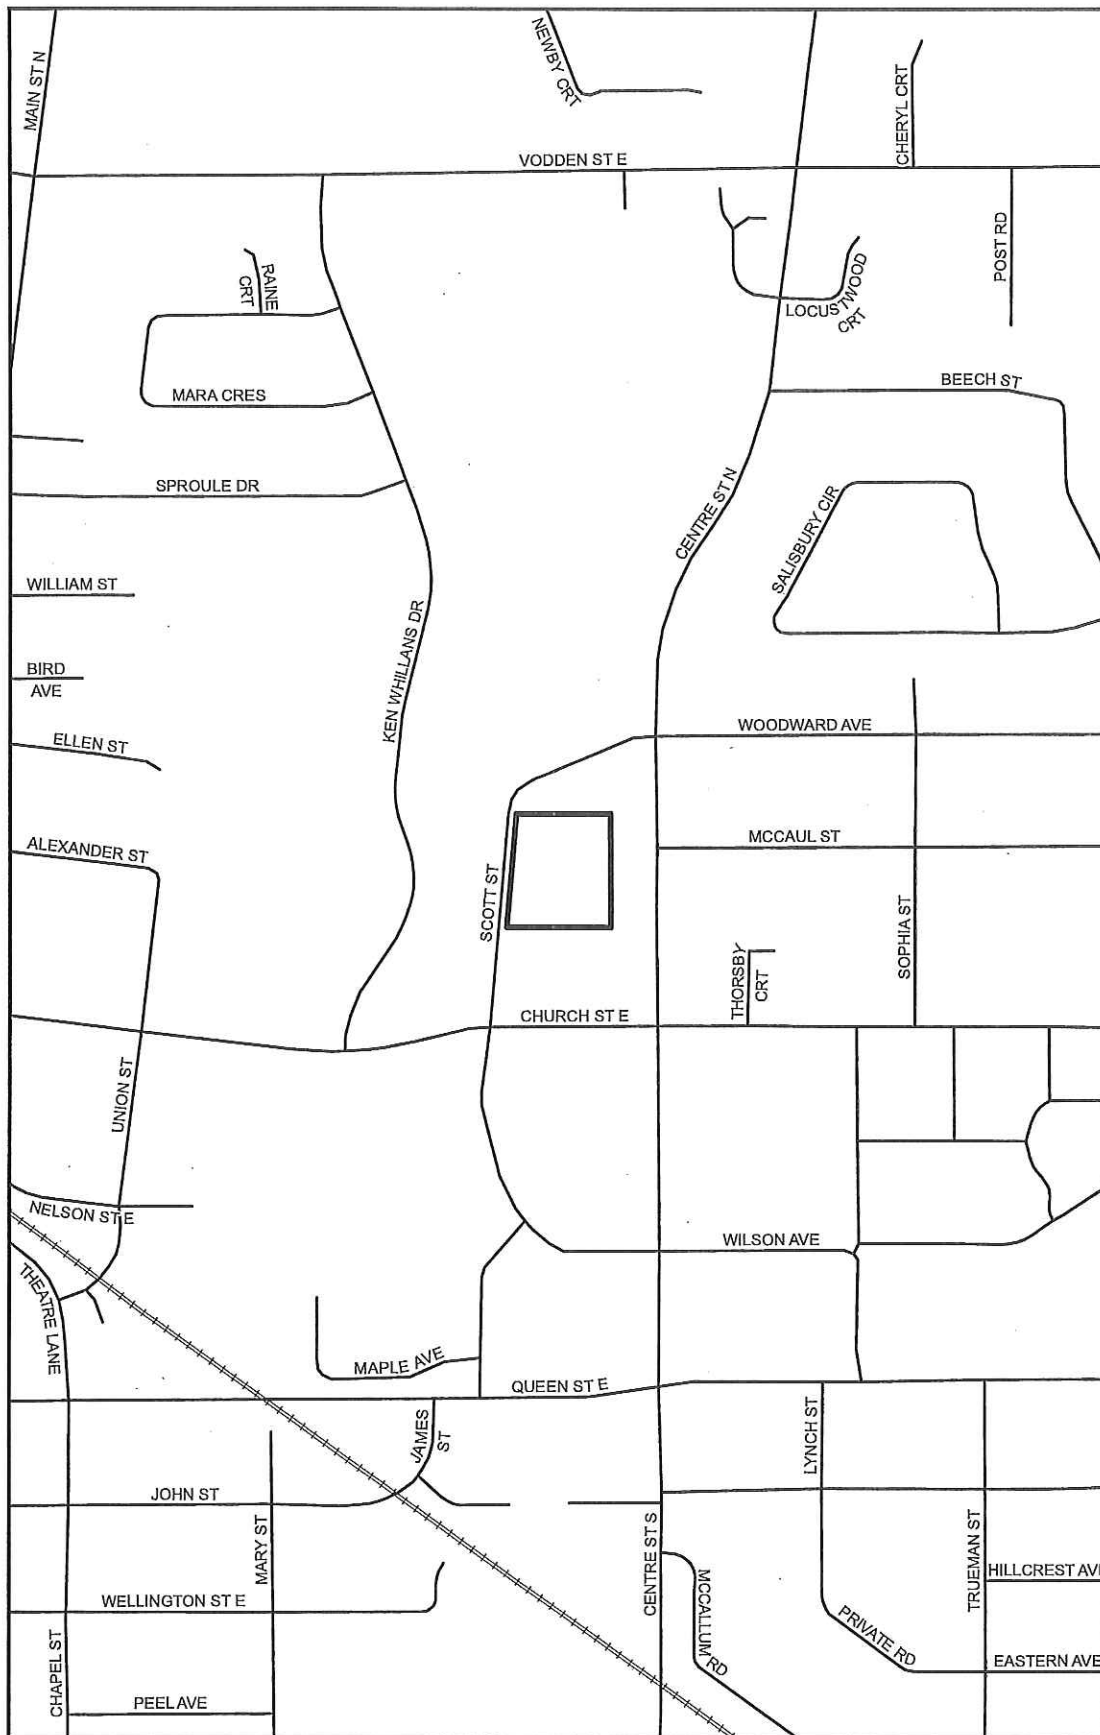 MAIN ST N
NEWBY CRT
CHERYL CRT
VODDEN ST E
POST RD
RAINE
CRT
LOCUSTWOOD
CRT
MARA CRES
BEECH ST
SPROULE DR
CENTRE ST N
SALISBURY CIR
WILLIAM ST
KEN WHILLANS DR
BIRD
AVE
ELLEN ST
WOODWARD AVE
ALEXANDER ST
MCCAUL ST
SCOTT ST
SOPHIA ST
THORSBY
CRT
CHURCH ST E
UNION ST
NELSON ST E
WILSON AVE
THEATRE LANE
MAPLE AVE
QUEEN ST E
JAMES
ST
LYNCH ST
JOHN ST
MARY ST
CENTRE ST S
TRUEMAN ST
HILLCREST AVE
MCCALLUM RD
WELLINGTON ST E
PRIVATE RD
CHAPEL ST
EASTERN AVE
PEEL AVE